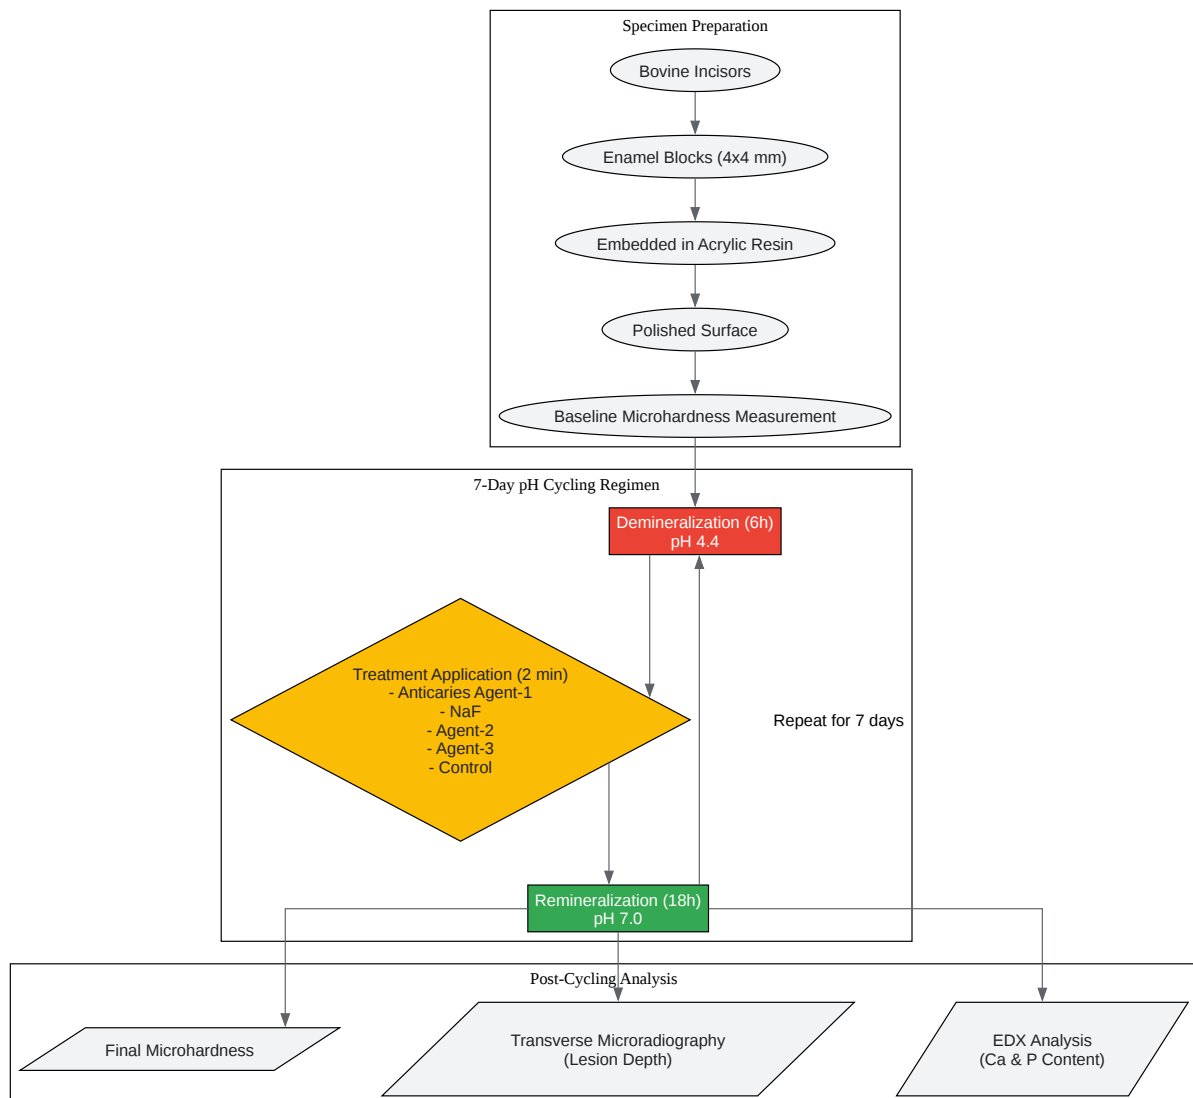 Specimen Preparation
Bovine Incisors
Enamel Blocks (4x4 mm)
Embedded in Acrylic Resin
Polished Surface
Baseline Microhardness Measurement
7-Day pH Cycling Regimen
Demineralization (6h)
pH 4.4
Treatment Application (2 min)
- Anticaries Agent-1
- NaF
- Agent-2
- Agent-3
- Control
Repeat for 7 days
Remineralization (18h)
pH 7.0
Post-Cycling Analysis
Final Microhardness
Transverse Microradiography
(Lesion Depth)
EDX Analysis
(Ca & P Content)